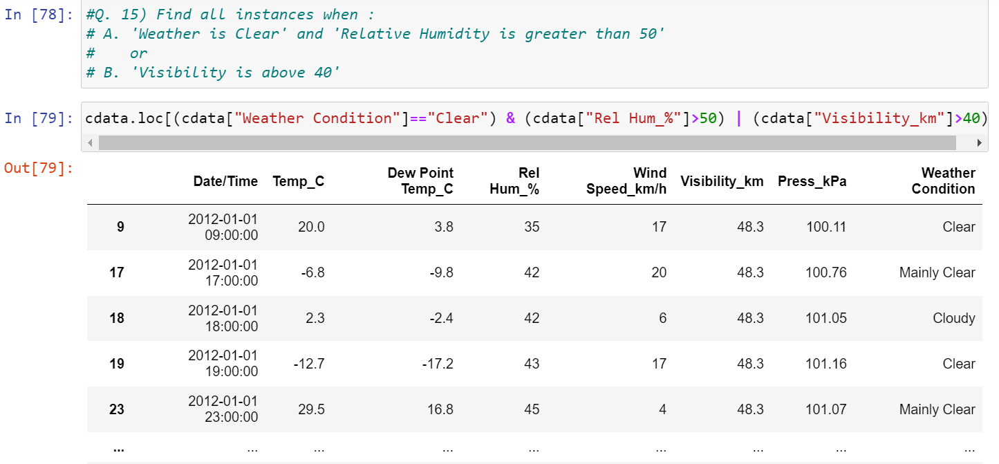 In [78]: #Q. 15) Find all instances when :
# A. 'Weather is Clear' and 'Relative Humidity is greater than 50'
#    or
# B. 'Visibility is above 40'
In [79]: cdata.loc[(cdata["Weather Condition"]=="Clear") & (cdata["Rel Hum_%"]>50) | (cdata["Visibility_km"]>40)
Out[79]:
Date/Time Temp_C Dew Point Temp_C Rel Hum_% Wind Speed_km/h Visibility_km Press_kPa Weather Condition
9 2012-01-01 09:00:00 20.0 3.8 35 17 48.3 100.11 Clear
17 2012-01-01 17:00:00 -6.8 -9.8 42 20 48.3 100.76 Mainly Clear
18 2012-01-01 18:00:00 2.3 -2.4 42 6 48.3 101.05 Cloudy
19 2012-01-01 19:00:00 -12.7 -17.2 43 17 48.3 101.16 Clear
23 2012-01-01 23:00:00 29.5 16.8 45 4 48.3 101.07 Mainly Clear
... ... ... ... ... ... ... ... ...